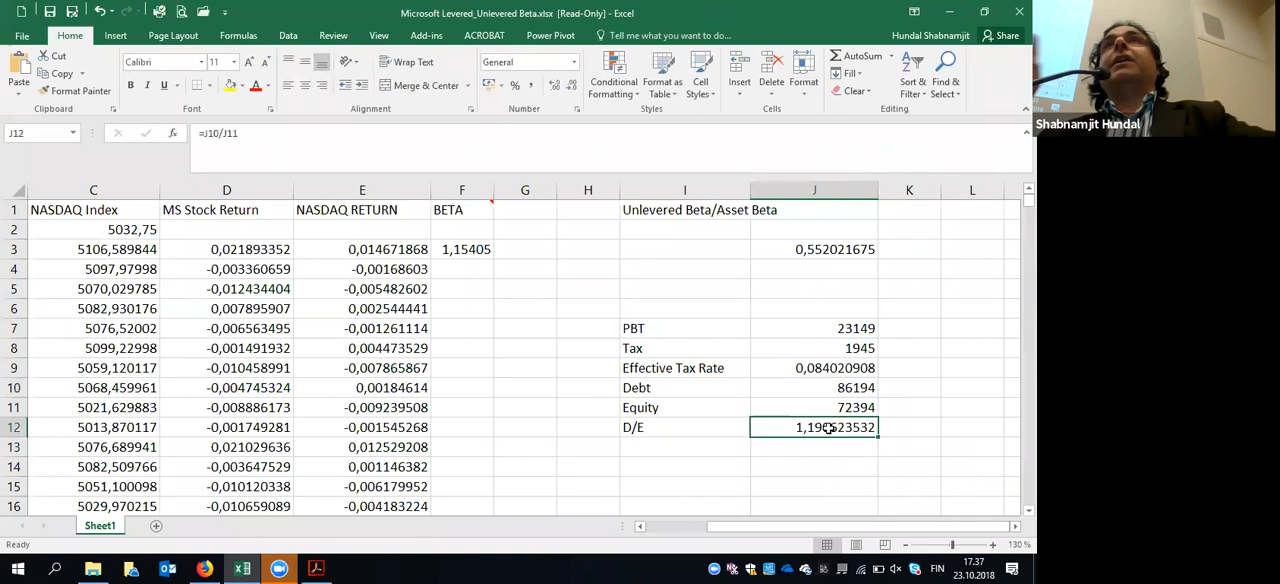 Microsoft Levered_Unlevered Beta.xlsx [Read-Only] - Excel
File Home Insert Page Layout Formulas Data Review View Add-ins ACROBAT Power Pivot Tell me what you want to do... Hundal Shabnamjit Share
Paste Cut Copy Format Painter Clipboard
Calibri 11 A A B I U A Font
Wrap Text Merge & Center Alignment
General % Number
Conditional Formatting Format as Table Cell Styles Styles
Insert Delete Format Cells
AutoSum Fill Clear Sort & Filter Find & Select Editing
Shabnamjit Hundal
J12 fx =J10/J11
C D E F G H I J K L
1 NASDAQ Index MS Stock Return NASDAQ RETURN BETA Unlevered Beta/Asset Beta
2 5032,75
3 5106,589844 0,021893352 0,014671868 1,15405 0,552021675
4 5097,97998 -0,003360659 -0,00168603
5 5070,029785 -0,012434404 -0,005482602
6 5082,930176 0,007895907 0,002544441
7 5076,52002 -0,006563495 -0,001261114 PBT 23149
8 5099,22998 -0,001491932 0,004473529 Tax 1945
9 5059,120117 -0,010458991 -0,007865867 Effective Tax Rate 0,084020908
10 5068,459961 -0,004745324 0,00184614 Debt 86194
11 5021,629883 -0,008886173 -0,009239508 Equity 72394
12 5013,870117 -0,001749281 -0,001545268 D/E
13 5076,689941 0,021029636 0,012529208
14 5082,509766 -0,003647529 0,001146382
15 5051,100098 -0,010120338 -0,006179952
16 5029,970215 -0,010659089 -0,004183224
Sheet1
Ready 130 %
FIN 17.37
23.10.2018